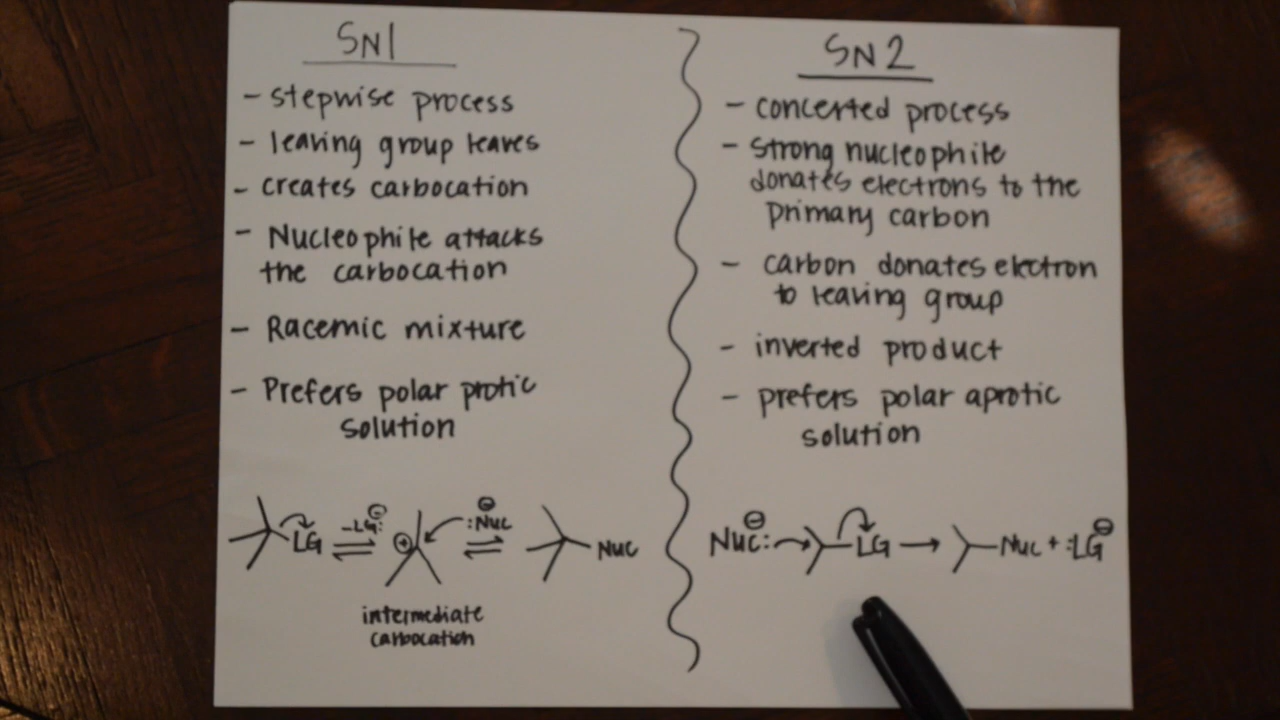 SN1
- stepwise process
- leaving group leaves
- creates carbocation
- Nucleophile attacks
the carbocation
- Racemic mixture
- Prefers polar protic
solution
LG
-LG:⊖
⊕
⊖
:Nuc
Nuc
intermediate
carbocation
SN2
- concerted process
- strong nucleophile
donates electrons to the
primary carbon
- carbon donates electron
to leaving group
- inverted product
- prefers polar aprotic
solution
Nuc:⊖
LG
Nuc + :LG⊖